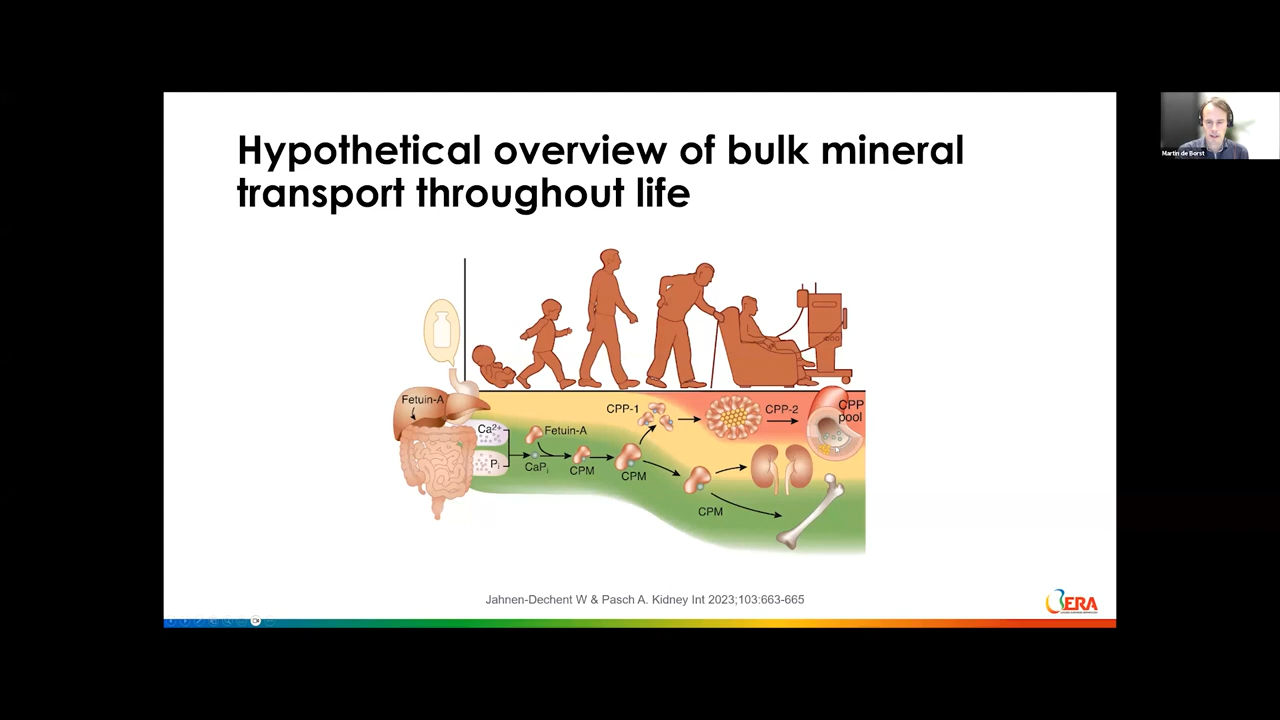 Hypothetical overview of bulk mineral
transport throughout life
Martin de Borst
Fetuin-A
Ca2+
Pi
CaPi
Fetuin-A
CPM
CPM
CPM
CPP-1
CPP-2
CPP
pool
Jahnen-Dechent W & Pasch A. Kidney Int 2023;103:663-665
ERA